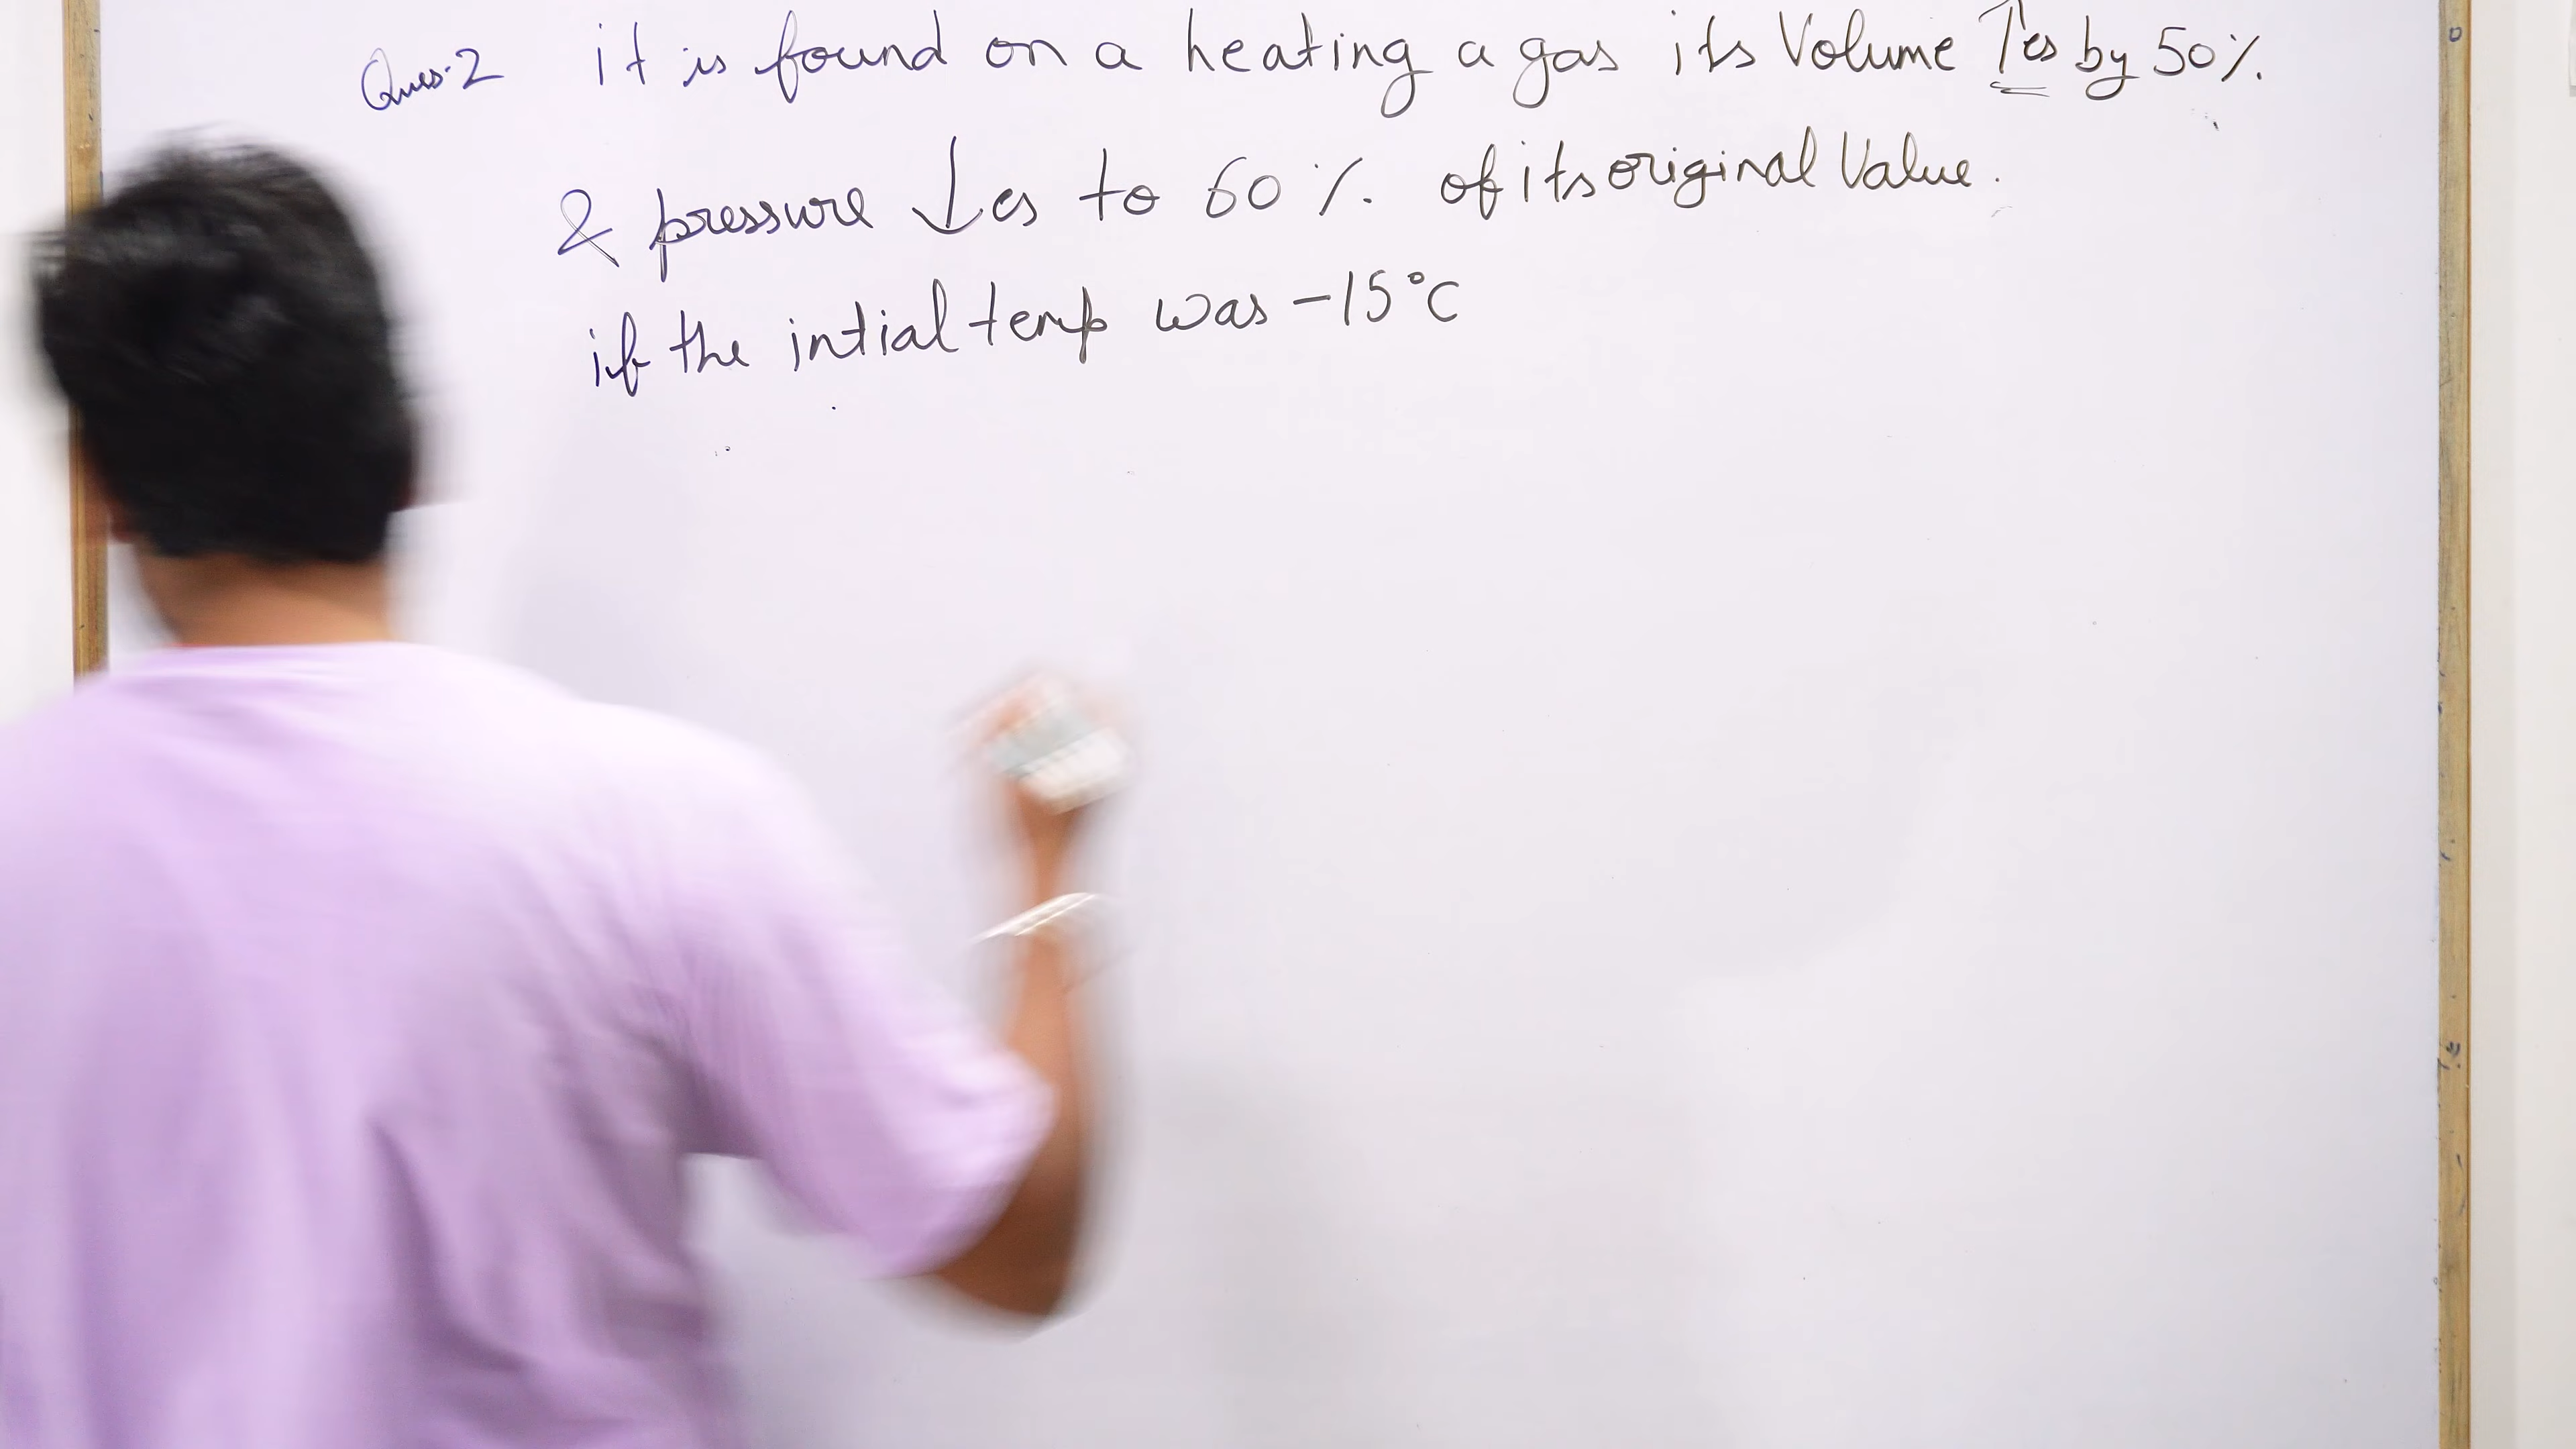 Ques.2 it is found on a heating a gas its Volume ↑es by 50%.
& pressure ↓es to 60%. of its original Value.
if the intial temp was -15°C